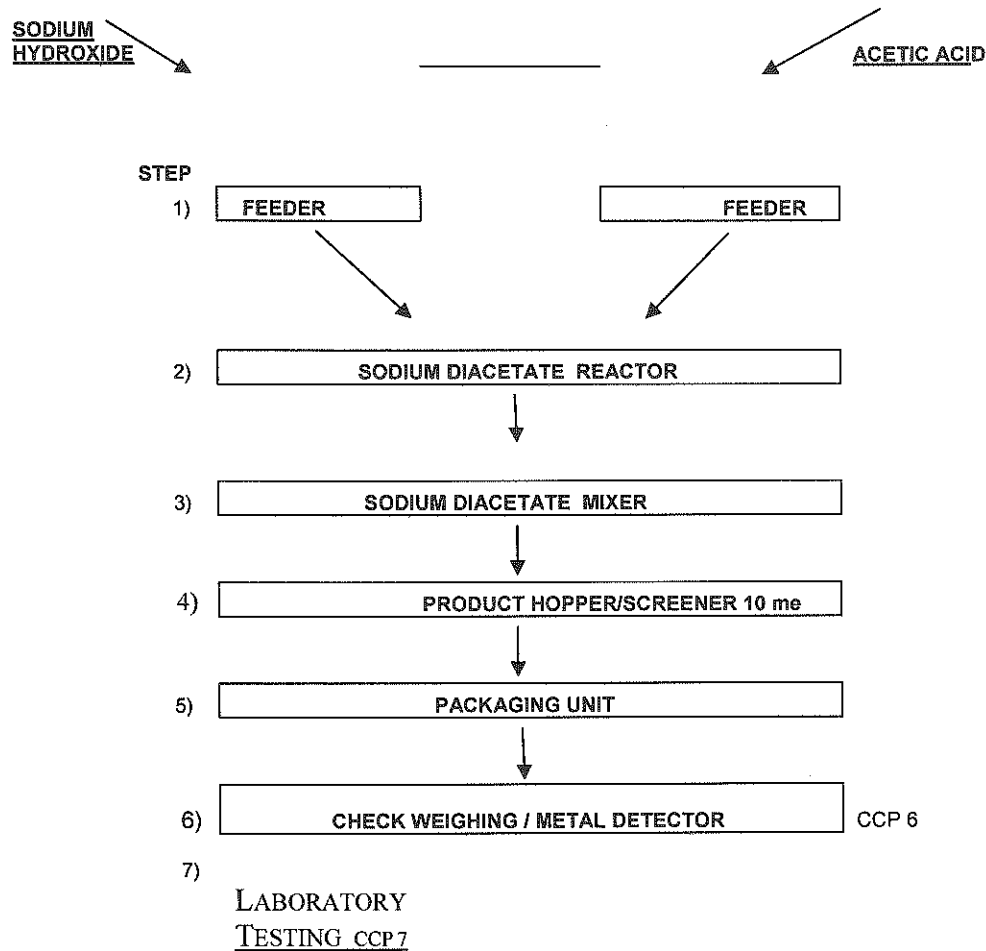 SODIUM
HYDROXIDE
ACETIC ACID
STEP
1) FEEDER FEEDER
2) SODIUM DIACETATE REACTOR
3) SODIUM DIACETATE MIXER
4) PRODUCT HOPPER/SCREENER 10 me
5) PACKAGING UNIT
6) CHECK WEIGHING / METAL DETECTOR CCP 6
7)
LABORATORY
TESTING CCP 7